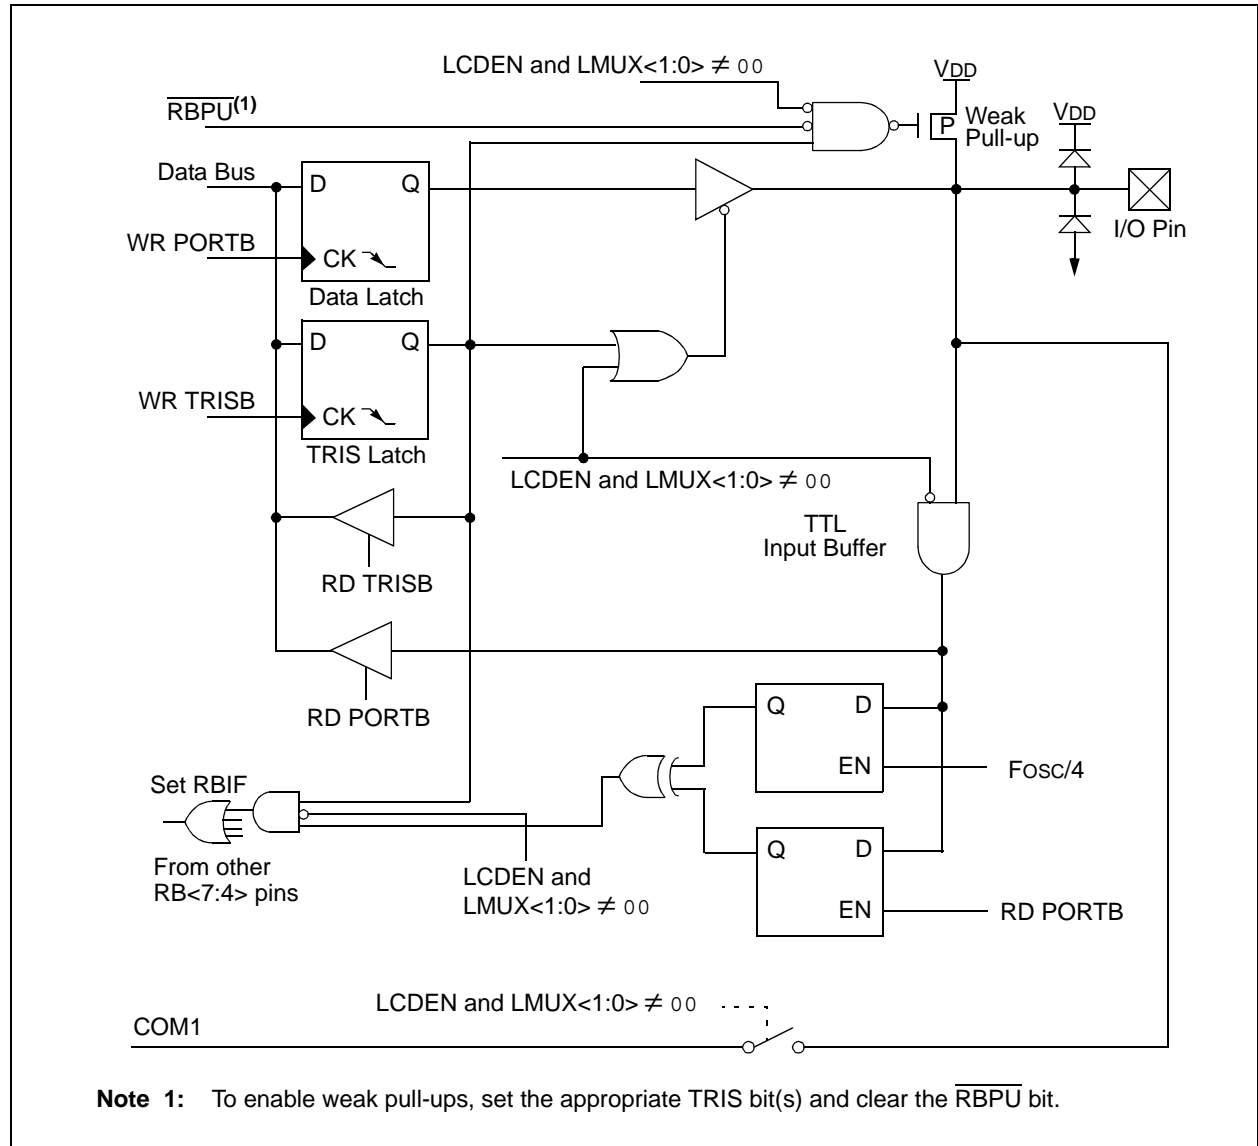 LCDEN and LMUX<1:0> ≠ 00
VDD
RBPU(1)
P
Weak
Pull-up
VDD
Data Bus
D
Q
I/O Pin
WR PORTB
CK
Data Latch
D
Q
WR TRISB
CK
TRIS Latch
LCDEN and LMUX<1:0> ≠ 00
TTL
Input Buffer
RD TRISB
RD PORTB
Q
D
EN
FOSC/4
Set RBIF
From other
RB<7:4> pins
LCDEN and
LMUX<1:0> ≠ 00
Q
D
EN
RD PORTB
LCDEN and LMUX<1:0> ≠ 00
COM1
Note 1: To enable weak pull-ups, set the appropriate TRIS bit(s) and clear the RBPU bit.